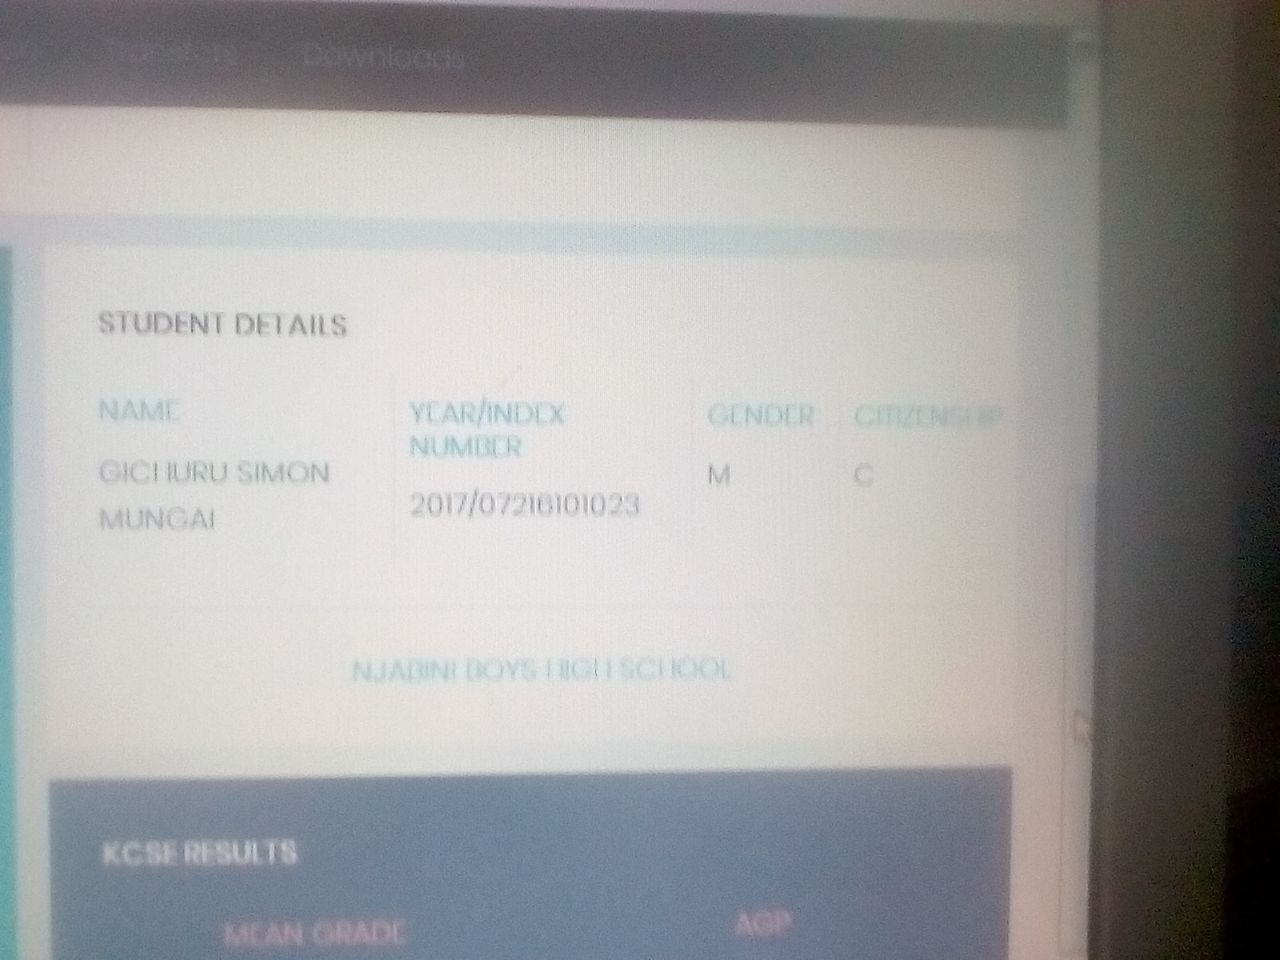 Transfers Downloads
STUDENT DETAILS
NAME YEAR/INDEX NUMBER GENDER CITIZENSHIP
GICHURU SIMON MUNGAI 2017/07216101023 M C
NJABINI BOYS HIGH SCHOOL
KCSE RESULTS
MEAN GRADE AGP